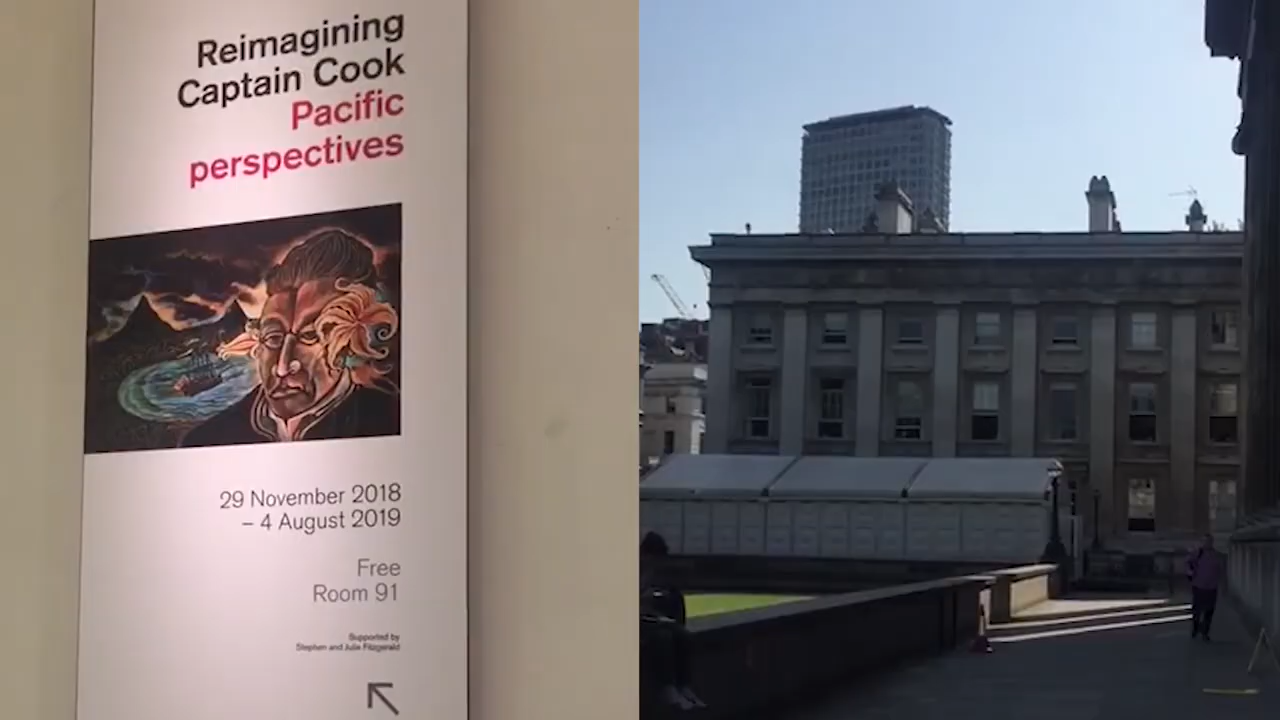 Reimagining
Captain Cook
Pacific
perspectives
29 November 2018
– 4 August 2019
Free
Room 91
Supported by
Stephen and Julie Fitzgerald